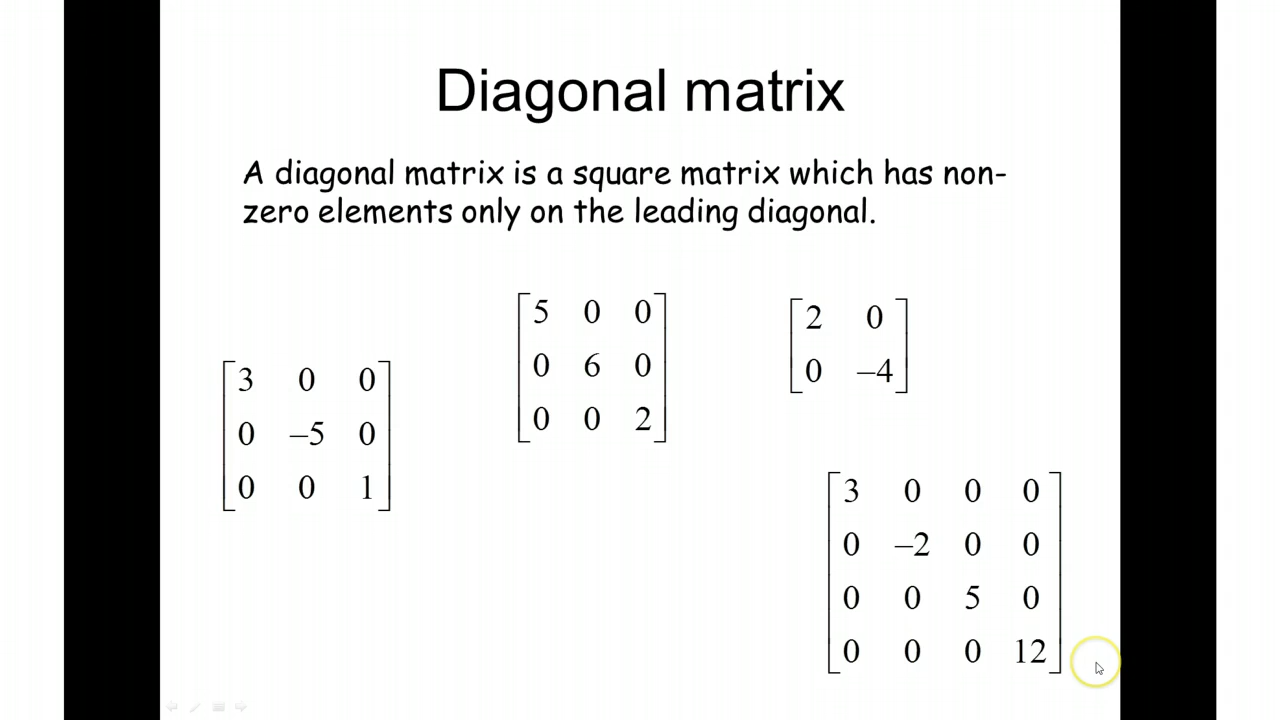 Diagonal matrix
A diagonal matrix is a square matrix which has non-
zero elements only on the leading diagonal.
3 0 0
0 –5 0
0 0 1
5 0 0
0 6 0
0 0 2
2 0
0 –4
3 0 0 0
0 –2 0 0
0 0 5 0
0 0 0 12